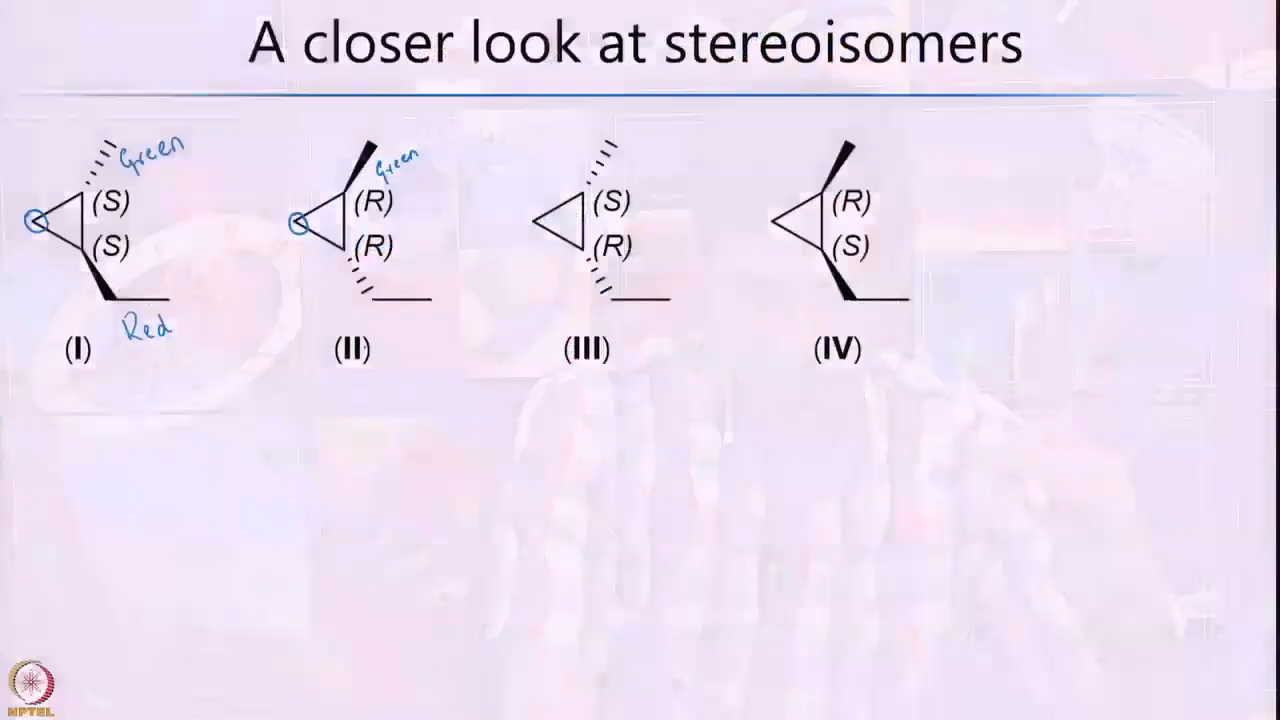 A closer look at stereoisomers
Green
Green
(S)
(R)
(S)
(R)
(S)
(R)
(R)
(S)
Red
(I)
(II)
(III)
(IV)
NPTEL